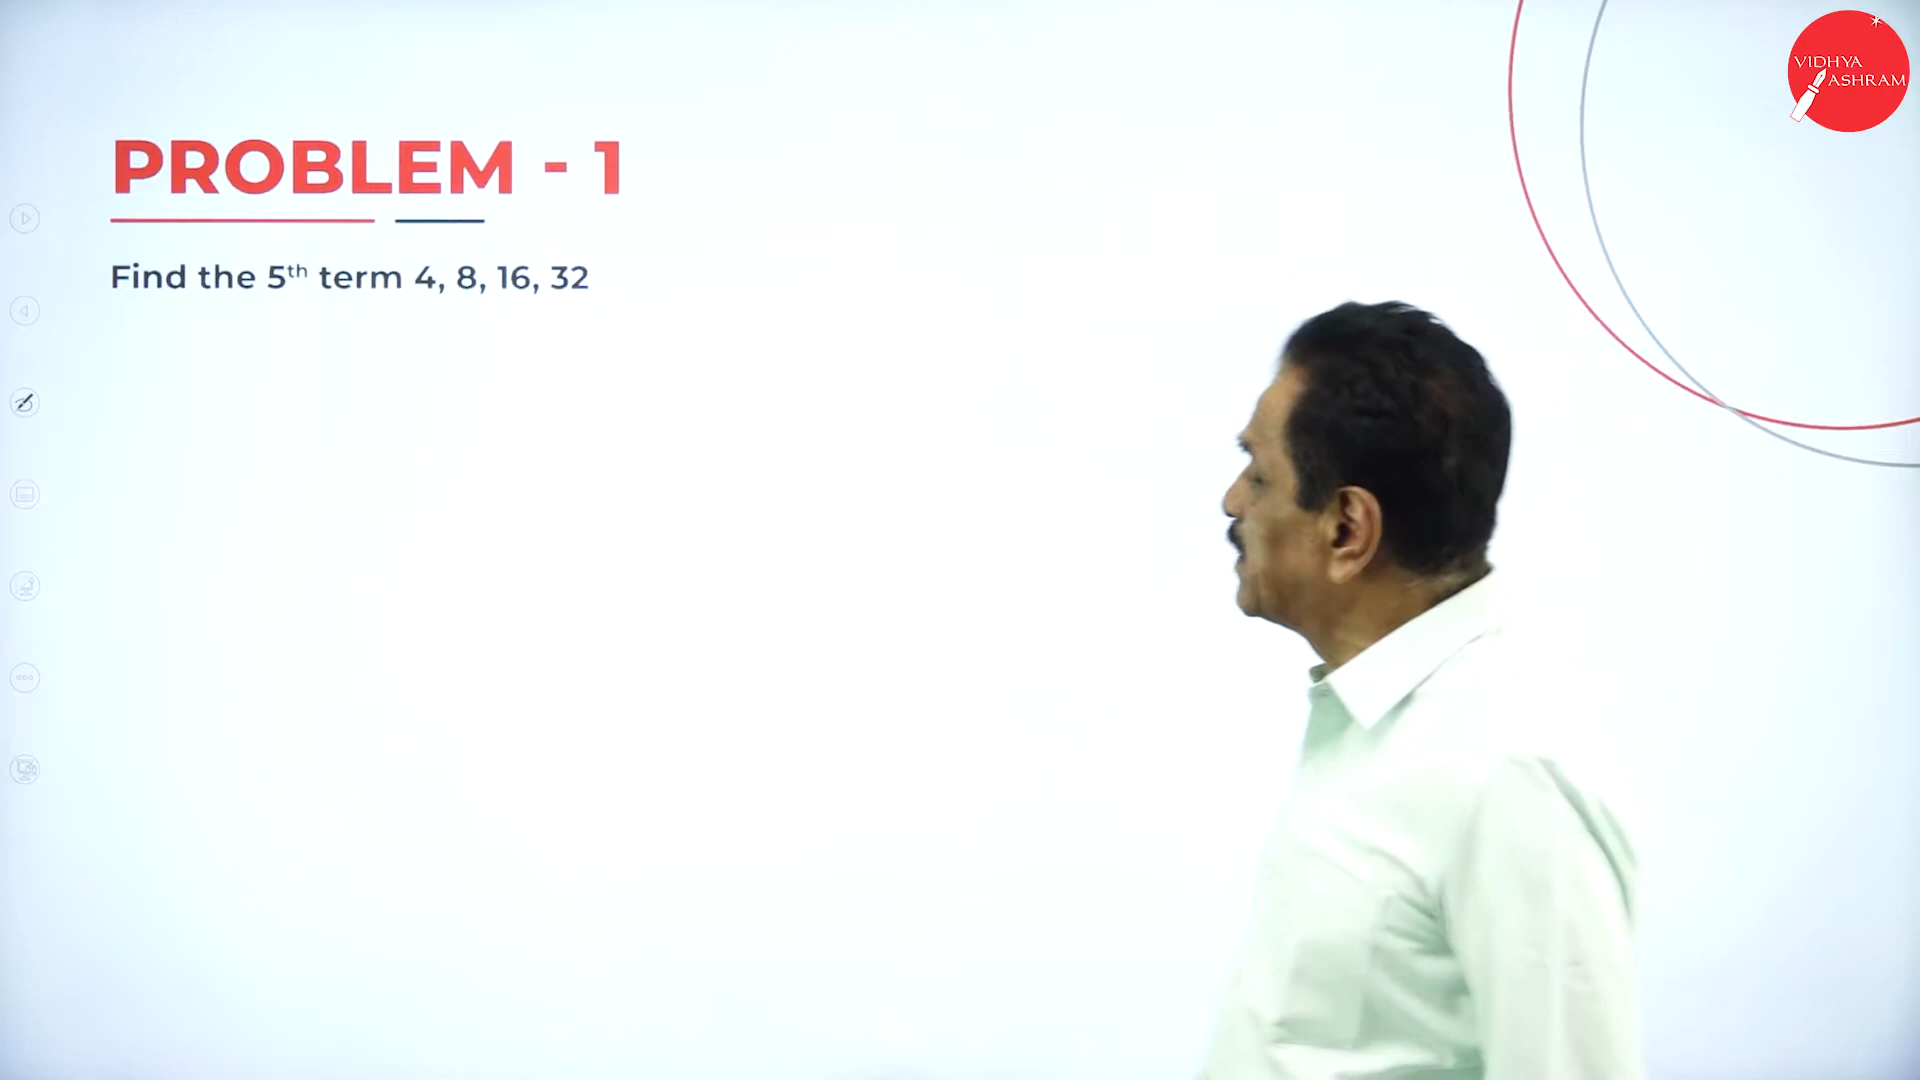 VIDHYA
ASHRAM
PROBLEM - 1
Find the 5th term 4, 8, 16, 32